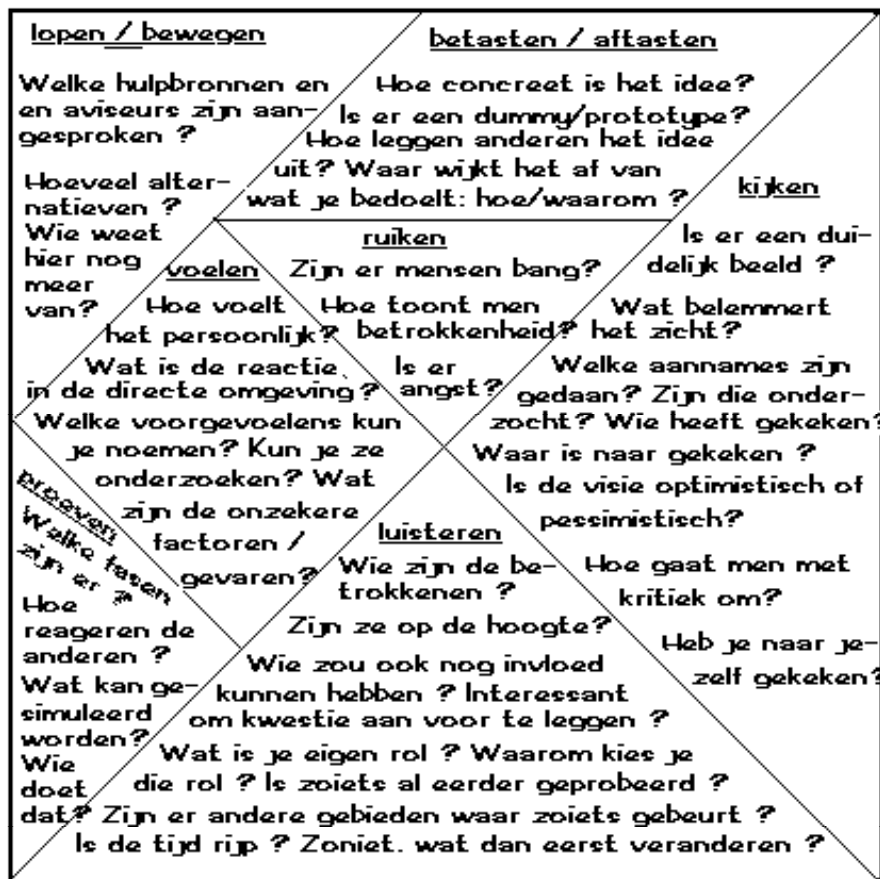 lopen / bewegen
Welke hulpbronnen en
en aviseurs zijn aan-
gesproken ?
Hoeveel alter-
natieven ?
Wie weet
hier nog
meer
van?
betasten / aftasten
Hoe concreet is het idee?
Is er een dummy/prototype?
Hoe leggen anderen het idee
uit? Waar wijkt het af van
wat je bedoelt: hoe/waarom ?
kijken
Is er een dui-
delijk beeld ?
Wat belemmert
het zicht?
Welke aannames zijn
gedaan? Zijn die onder-
zocht? Wie heeft gekeken?
Waar is naar gekeken ?
Is de visie optimistisch of
pessimistisch?
Hoe gaat men met
kritiek om?
Heb je naar je-
zelf gekeken?
ruiken
Zijn er mensen bang?
Hoe toont men
betrokkenheid?
Is er
angst?
voelen
Hoe voelt
het persoonlijk?
Wat is de reactie
in de directe omgeving?
Welke voorgevoelens kun
je noemen? Kun je ze
onderzoeken? Wat
zijn de onzekere
factoren /
gevaren?
proeven
Welke fasen
zijn er ?
Hoe
reageren de
anderen ?
Wat kan ge-
simuleerd
worden?
Wie
doet
dat?
luisteren
Wie zijn de be-
trokkenen ?
Zijn ze op de hoogte?
Wie zou ook nog invloed
kunnen hebben ? Interessant
om kwestie aan voor te leggen ?
Wat is je eigen rol ? Waarom kies je
die rol ? Is zoiets al eerder geprobeerd ?
Zijn er andere gebieden waar zoiets gebeurt ?
Is de tijd rijp ? Zoniet. wat dan eerst veranderen ?